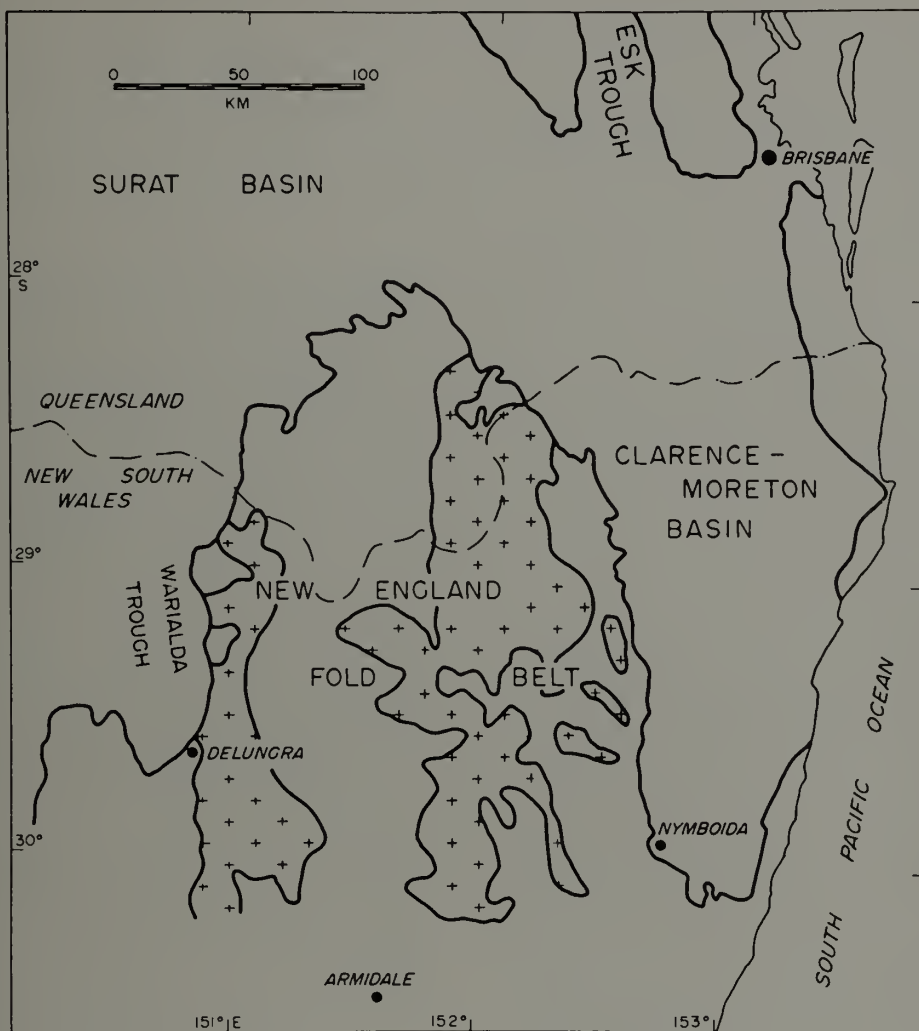 0 50 100
KM
ESK
TROUGH
BRISBANE
SURAT BASIN
28°
S
QUEENSLAND
NEW SOUTH
WALES
CLARENCE –
MORETON
BASIN
29°
WARIALDA
TROUGH
NEW ENGLAND
FOLD BELT
DELUNGRA
30°
NYMBOIDA
SOUTH PACIFIC OCEAN
ARMIDALE
151° E 152° 153°